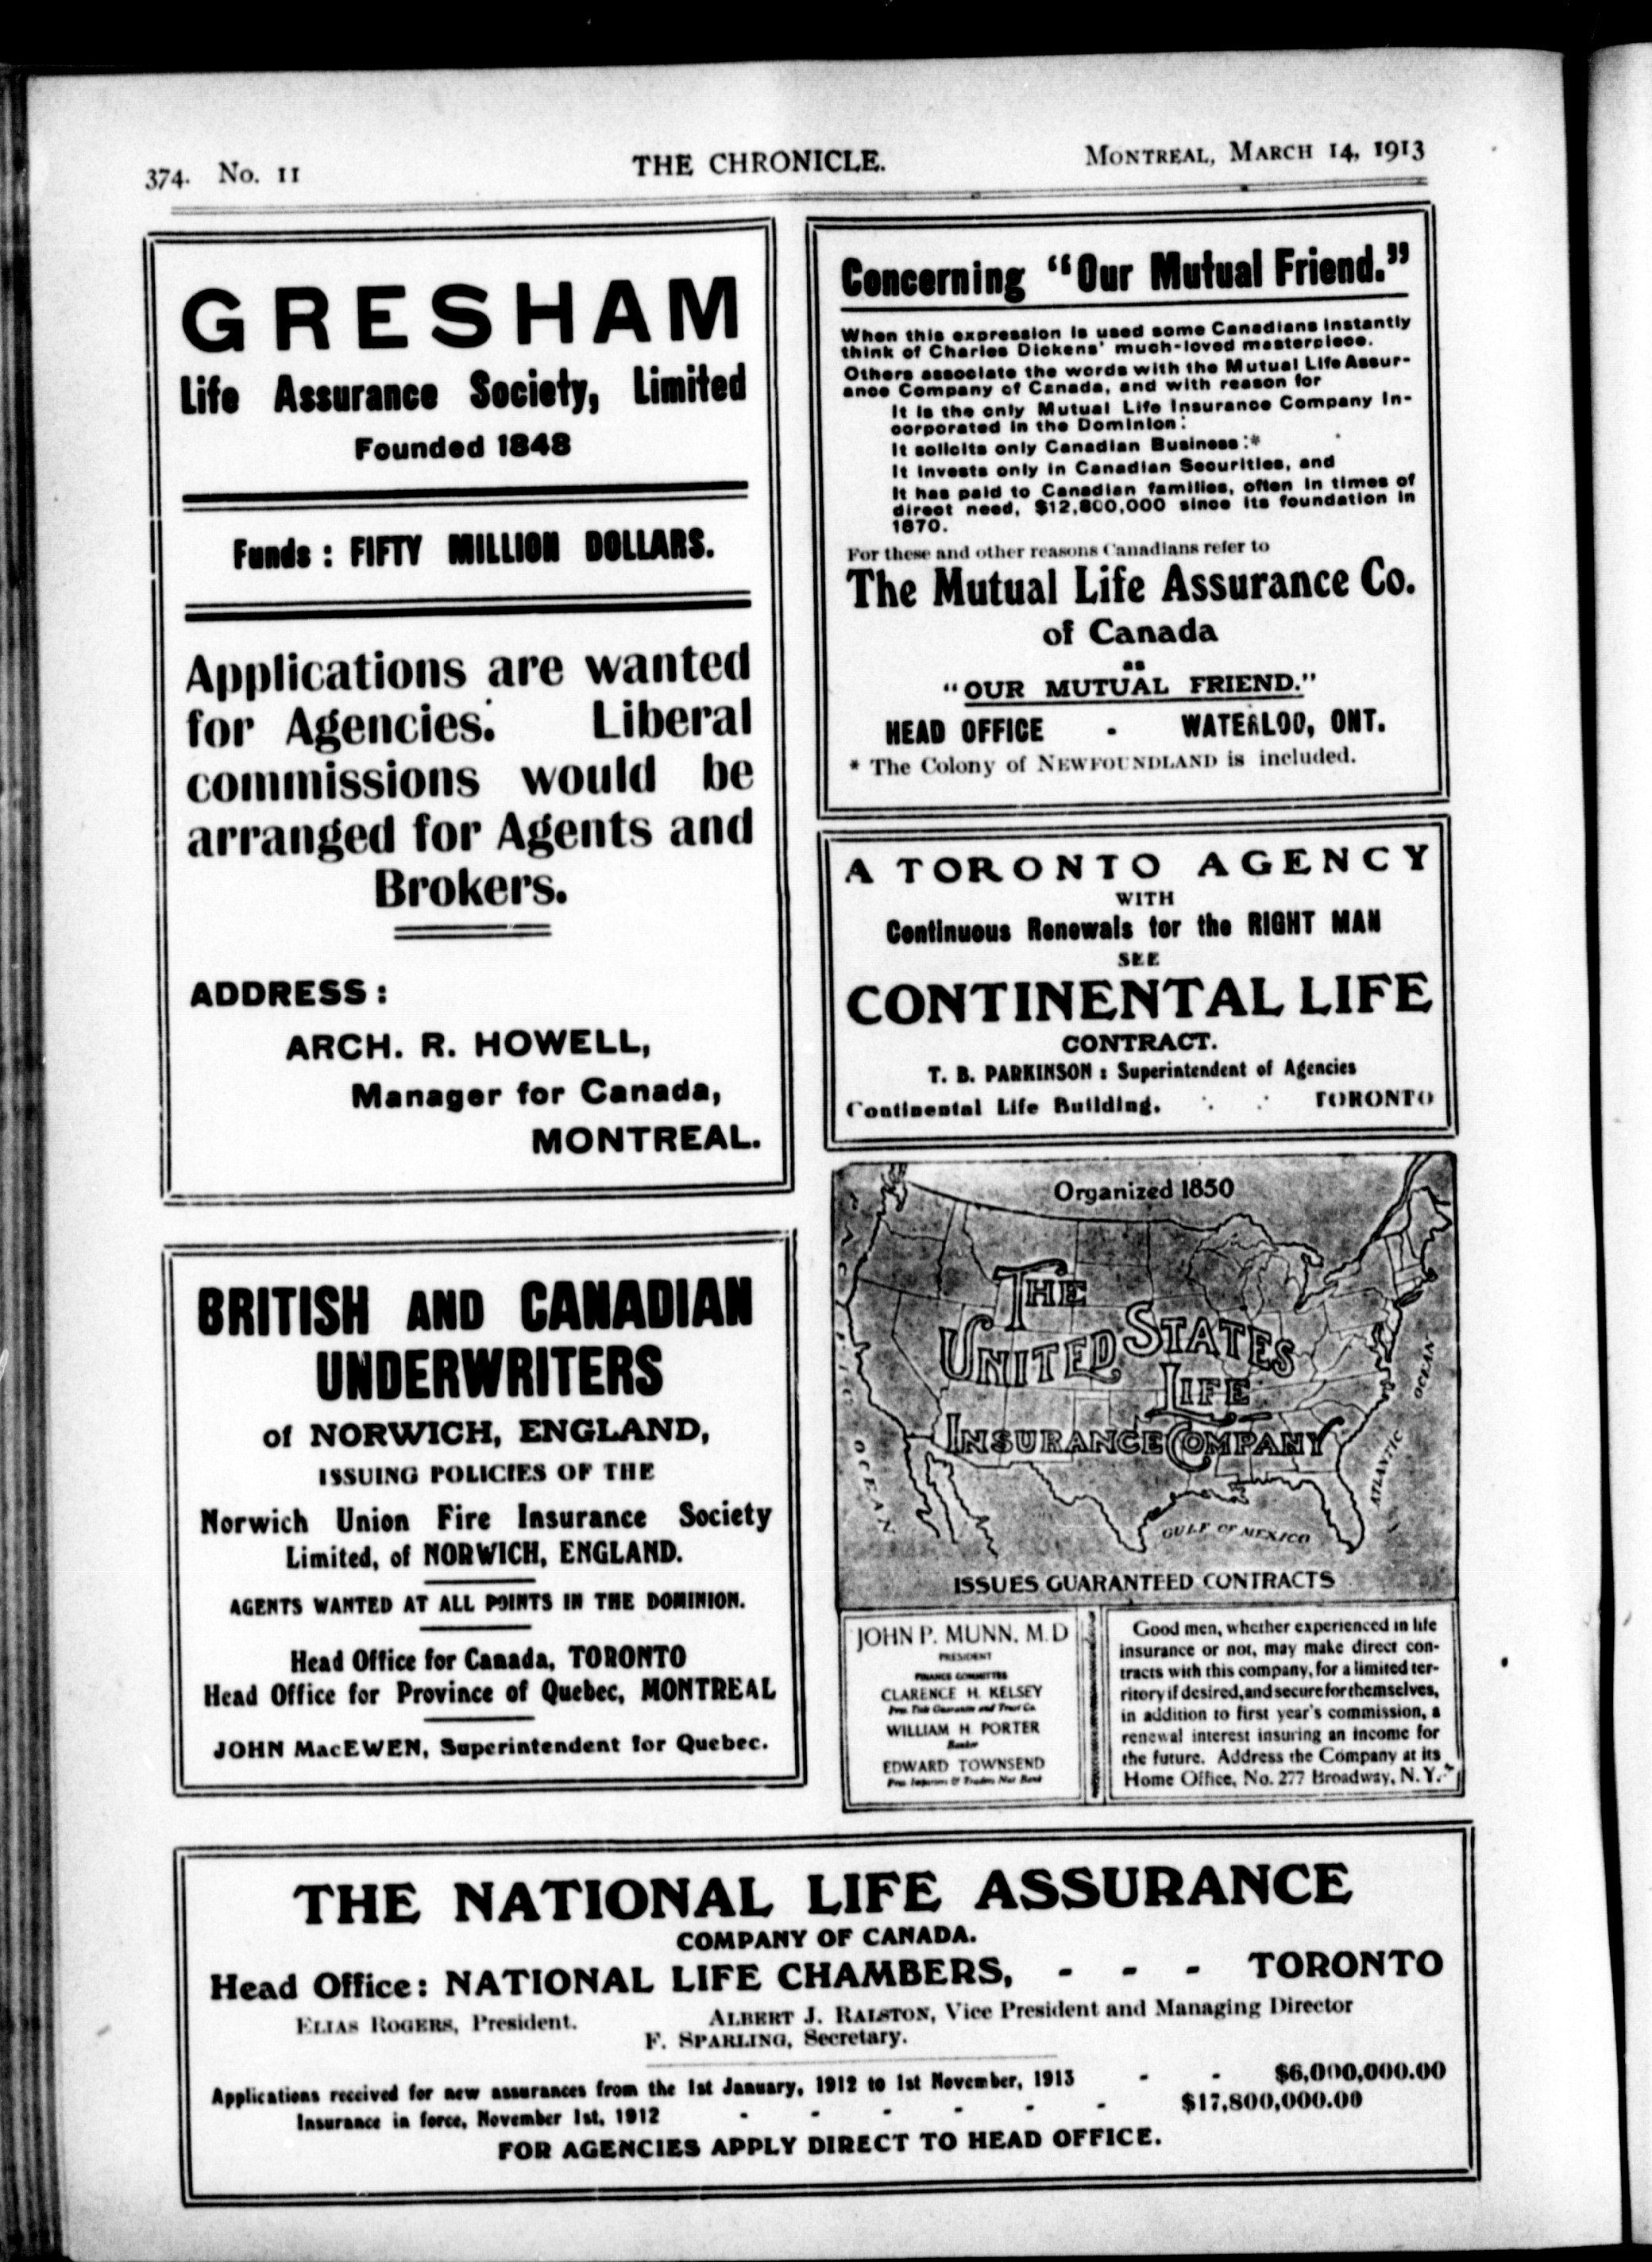 374. No. 11
THE CHRONICLE.
MONTREAL, MARCH 14, 1913
GRESHAM
Life Assurance Society, Limited
Founded 1848
Funds : FIFTY MILLION DOLLARS.
Applications are wanted
for Agencies. Liberal
commissions would be
arranged for Agents and
Brokers.
ADDRESS :
ARCH. R. HOWELL,
Manager for Canada,
MONTREAL.
BRITISH AND CANADIAN
UNDERWRITERS
of NORWICH, ENGLAND,
ISSUING POLICIES OF THE
Norwich Union Fire Insurance Society
Limited, of NORWICH, ENGLAND.
AGENTS WANTED AT ALL POINTS IN THE DOMINION.
Head Office for Canada, TORONTO
Head Office for Province of Quebec, MONTREAL
JOHN MacEWEN, Superintendent for Quebec.
Concerning "Our Mutual Friend."
When this expression is used some Canadians instantly
think of Charles Dickens' much-loved masterpiece.
Others associate the words with the Mutual Life Assur-
ance Company of Canada, and with reason for
It is the only Mutual Life Insurance Company In-
corporated in the Dominion:
It solicits only Canadian Business :*
It invests only in Canadian Securities, and
It has paid to Canadian families, often in times of
direct need, $12,800,000 since its foundation in
1870.
For these and other reasons Canadians refer to
The Mutual Life Assurance Co.
of Canada
as
"OUR MUTUAL FRIEND."
HEAD OFFICE - WATERLOO, ONT.
* The Colony of NEWFOUNDLAND is included.
A TORONTO AGENCY
WITH
Continuous Renewals for the RIGHT MAN
SEE
CONTINENTAL LIFE
CONTRACT.
T. B. PARKINSON : Superintendent of Agencies
Continental Life Building, TORONTO
Organized 1850
THE
UNITED STATES
LIFE
INSURANCE COMPANY
OCEAN
ATLANTIC
OCEAN
GULF OF MEXICO
ISSUES GUARANTEED CONTRACTS
JOHN P. MUNN, M.D
PRESIDENT
FINANCE COMMITTEE
CLARENCE H. KELSEY
Pres. Title Guarantee and Trust Co.
WILLIAM H. PORTER
Banker
EDWARD TOWNSEND
Pres. Importers & Traders Nat. Bank
Good men, whether experienced in life
insurance or not, may make direct con-
tracts with this company, for a limited ter-
ritory if desired, and secure for themselves,
in addition to first year's commission, a
renewal interest insuring an income for
the future. Address the Company at its
Home Office, No. 277 Broadway, N. Y.
THE NATIONAL LIFE ASSURANCE
COMPANY OF CANADA.
Head Office: NATIONAL LIFE CHAMBERS, - - - TORONTO
ELIAS ROGERS, President. ALBERT J. RALSTON, Vice President and Managing Director
F. SPARLING, Secretary.
Applications received for new assurances from the 1st January, 1912 to 1st November, 1913 - - $6,000,000.00
Insurance in force, November 1st, 1912 - - - - - - $17,800,000.00
FOR AGENCIES APPLY DIRECT TO HEAD OFFICE.